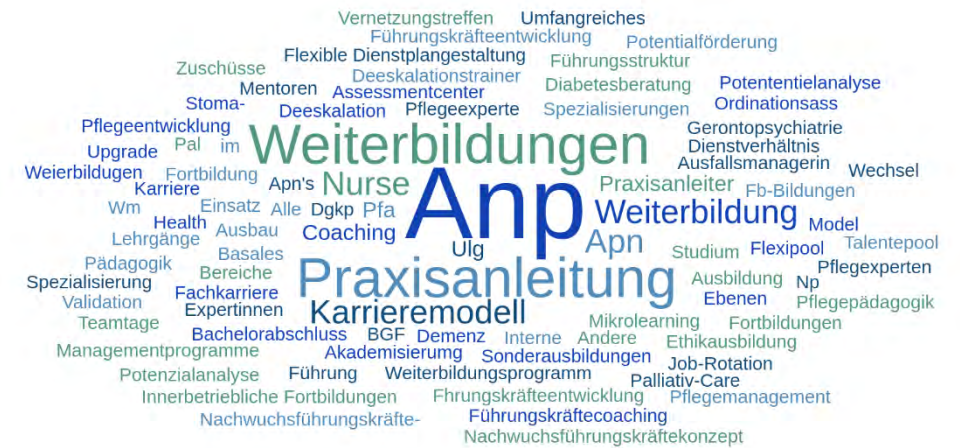 Vernetzungstreffen Umfangreiches
Führungskräfteentwicklung Potentialförderung
Flexible Dienstplangestaltung Führungsstruktur
Zuschüsse Deeskalationstrainer Diabetesberatung Potententielanalyse
Mentoren Assessmentcenter
Stoma- Deeskalation Pflegeexperte Spezialisierungen Ordinationsass
Pflegeentwicklung Weiterbildungen Gerontopsychiatrie
Pal im Dienstverhältnis
Upgrade Ausfallsmanagerin Wechsel
Weierbildugen Fortbildung
Karriere Apn's Nurse Anp Praxisanleiter Fb-Bildungen
Wm Einsatz Alle Dgkp Pfa Weiterbildung Model
Health Ausbau Coaching Apn
Lehrgänge Basales Ulg Studium Flexipool Talentepool
Pädagogik Bereiche Praxisanleitung Pflegexperten
Spezialisierung Ausbildung Np
Validation Fachkarriere Ebenen Pflegepädagogik
Expertinnen Karrieremodell
Teamtage Mikrolearning Fortbildungen
Bachelorabschluss BGF Demenz Interne Andere Ethikausbildung
Managementprogramme Akademisierumg Sonderausbildungen
Job-Rotation
Potenzialanalyse Führung Weiterbildungsprogramm Palliativ-Care
Innerbetriebliche Fortbildungen Fhrungskräfteentwicklung Pflegemanagement
Nachwuchsführungskräfte- Führungskräftecoaching
Nachwuchsführungskräftekonzept